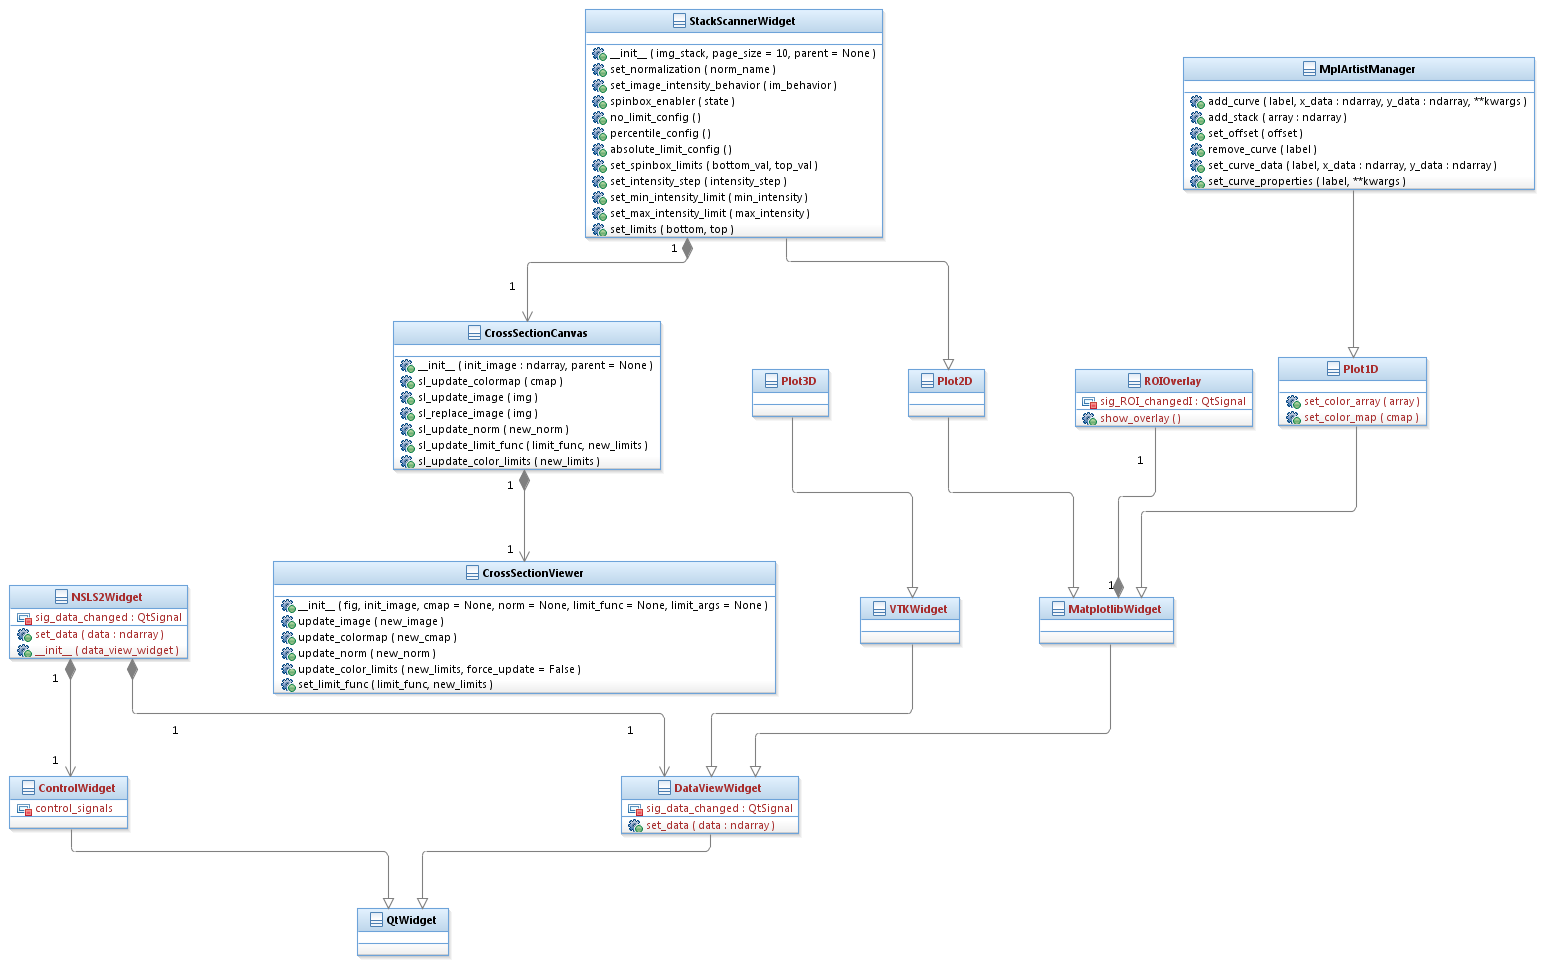 StackScannerWidget
__init__ ( img_stack, page_size = 10, parent = None )
set_normalization ( norm_name )
set_image_intensity_behavior ( im_behavior )
spinbox_enabler ( state )
no_limit_config ( )
percentile_config ( )
absolute_limit_config ( )
set_spinbox_limits ( bottom_val, top_val )
set_intensity_step ( intensity_step )
set_min_intensity_limit ( min_intensity )
set_max_intensity_limit ( max_intensity )
set_limits ( bottom, top )
MplArtistManager
add_curve ( label, x_data : ndarray, y_data : ndarray, **kwargs )
add_stack ( array : ndarray )
set_offset ( offset )
remove_curve ( label )
set_curve_data ( label, x_data : ndarray, y_data : ndarray )
set_curve_properties ( label, **kwargs )
1
1
CrossSectionCanvas
__init__ ( init_image : ndarray, parent = None )
sl_update_colormap ( cmap )
sl_update_image ( img )
sl_replace_image ( img )
sl_update_norm ( new_norm )
sl_update_limit_func ( limit_func, new_limits )
sl_update_color_limits ( new_limits )
Plot3D
Plot2D
ROIOverlay
sig_ROI_changedI : QtSignal
show_overlay ( )
Plot1D
set_color_array ( array )
set_color_map ( cmap )
1
1
1
1
CrossSectionViewer
__init__ ( fig, init_image, cmap = None, norm = None, limit_func = None, limit_args = None )
update_image ( new_image )
update_colormap ( new_cmap )
update_norm ( new_norm )
update_color_limits ( new_limits, force_update = False )
set_limit_func ( limit_func, new_limits )
NSLS2Widget
sig_data_changed : QtSignal
set_data ( data : ndarray )
__init__ ( data_view_widget )
VTKWidget
MatplotlibWidget
1
1
1
1
ControlWidget
control_signals
DataViewWidget
sig_data_changed : QtSignal
set_data ( data : ndarray )
QtWidget